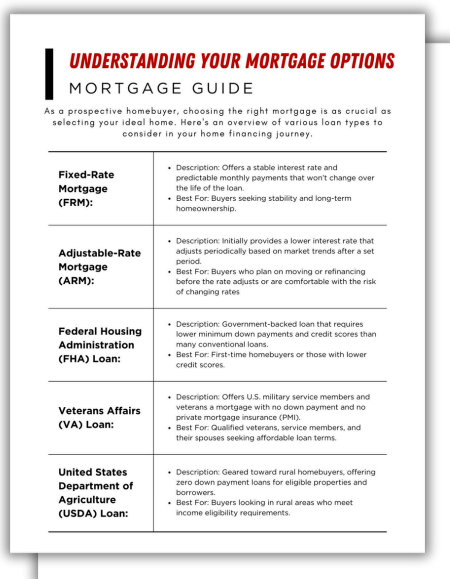 UNDERSTANDING YOUR MORTGAGE OPTIONS
MORTGAGE GUIDE
As a prospective homebuyer, choosing the right mortgage is as crucial as
selecting your ideal home. Here's an overview of various loan types to
consider in your home financing journey.
Fixed-Rate
Mortgage
(FRM):
• Description: Offers a stable interest rate and
predictable monthly payments that won't change over
the life of the loan.
• Best For: Buyers seeking stability and long-term
homeownership.
Adjustable-Rate
Mortgage
(ARM):
• Description: Initially provides a lower interest rate that
adjusts periodically based on market trends after a set
period.
• Best For: Buyers who plan on moving or refinancing
before the rate adjusts or are comfortable with the risk
of changing rates
Federal Housing
Administration
(FHA) Loan:
• Description: Government-backed loan that requires
lower minimum down payments and credit scores than
many conventional loans.
• Best For: First-time homebuyers or those with lower
credit scores.
Veterans Affairs
(VA) Loan:
• Description: Offers U.S. military service members and
veterans a mortgage with no down payment and no
private mortgage insurance (PMI).
• Best For: Qualified veterans, service members, and
their spouses seeking affordable loan terms.
United States
Department of
Agriculture
(USDA) Loan:
• Description: Geared toward rural homebuyers, offering
zero down payment loans for eligible properties and
borrowers.
• Best For: Buyers looking in rural areas who meet
income eligibility requirements.